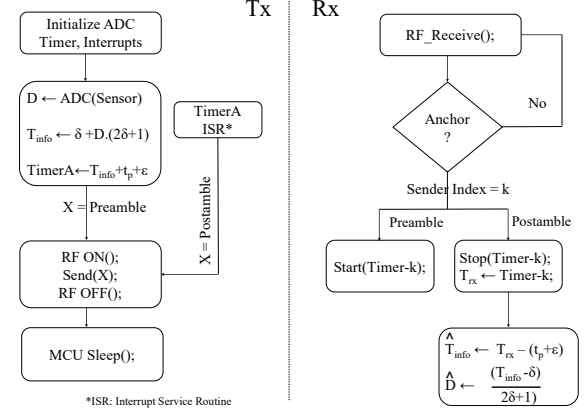 Tx
Initialize ADC
Timer, Interrupts
D ← ADC(Sensor)
T_info ← δ +D.(2δ+1)
TimerA←T_info+t_p+ε
TimerA
ISR*
X = Preamble
X = Postamble
RF ON();
Send(X);
RF OFF();
MCU Sleep();
*ISR: Interrupt Service Routine
Rx
RF_Receive();
No
Anchor
?
Sender Index = k
Preamble
Postamble
Start(Timer-k);
Stop(Timer-k);
T_rx ← Timer-k;
T̂_info ← T_rx – (t_p+ε)
D̂ ← (T_info -δ)
2δ+1)